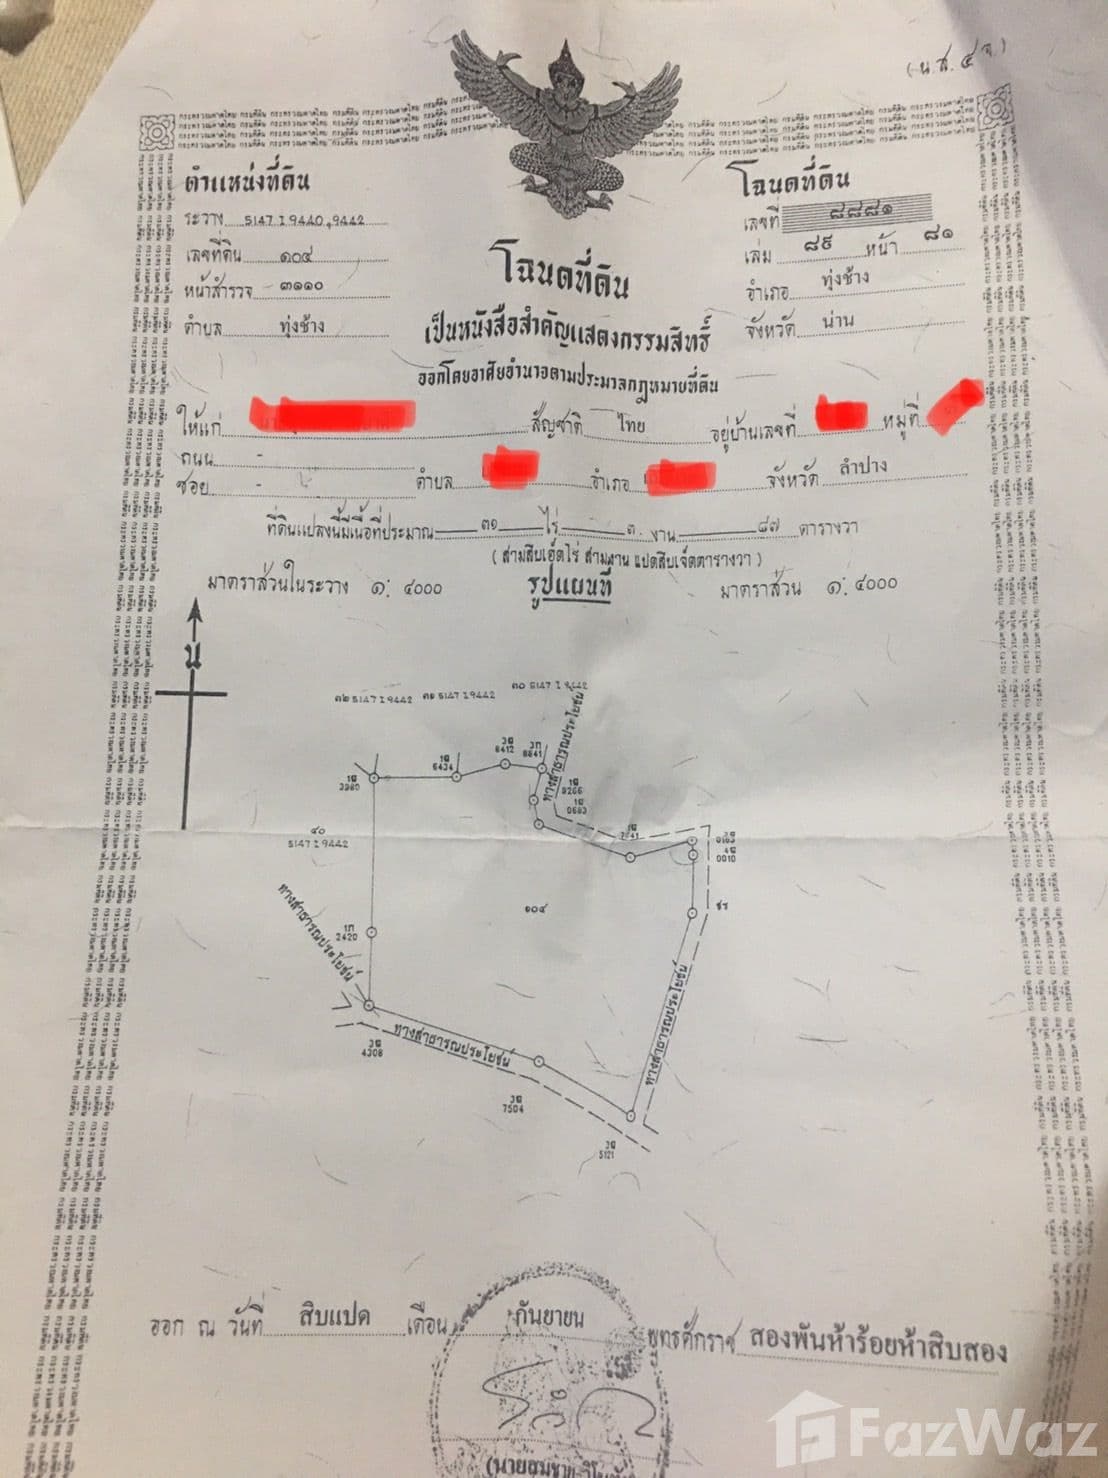 (น.ส. ๔ จ.)
ตำแหน่งที่ดิน
ระวาง 5147 I 9440,9442
เลขที่ดิน ๑๐๔
หน้าสำรวจ ๓๑๑๐
ตำบล ทุ่งช้าง
โฉนดที่ดิน
เลขที่ ๘๘๘๑
เล่ม ๘๙ หน้า ๘๑
อำเภอ ทุ่งช้าง
จังหวัด น่าน
โฉนดที่ดิน
เป็นหนังสือสำคัญแสดงกรรมสิทธิ์
ออกโดยอาศัยอำนาจตามประมวลกฎหมายที่ดิน
ให้แก่ สัญชาติ ไทย อยู่บ้านเลขที่ หมู่ที่
ถนน -
ซอย - ตำบล อำเภอ จังหวัด ลำปาง
ที่ดินแปลงนี้มีเนื้อที่ประมาณ ๓๑ ไร่ ๓ งาน ๘๗ ตารางวา
(สามสิบเอ็ดไร่ สามงาน แปดสิบเจ็ดตารางวา)
มาตราส่วนในระวาง ๑: ๔๐๐๐ รูปแผนที่ มาตราส่วน ๑: ๔๐๐๐
น
๓๒ 5147 I 9442 ๓๑ 5147 I 9442 ๓๐ 5147 I 9442
ทางสาธารณประโยชน์
3980
6434
6412
6641
9266
0683
7741
0010
๔๐
5147 I 9442
๑๐๔
ทางสาธารณประโยชน์
2420
4308
ทางสาธารณประโยชน์
ทางสาธารณประโยชน์
7504
5121
ออก ณ วันที่ สิบแปด เดือน กันยายน พุทธศักราช สองพันห้าร้อยห้าสิบสอง
FazWaz